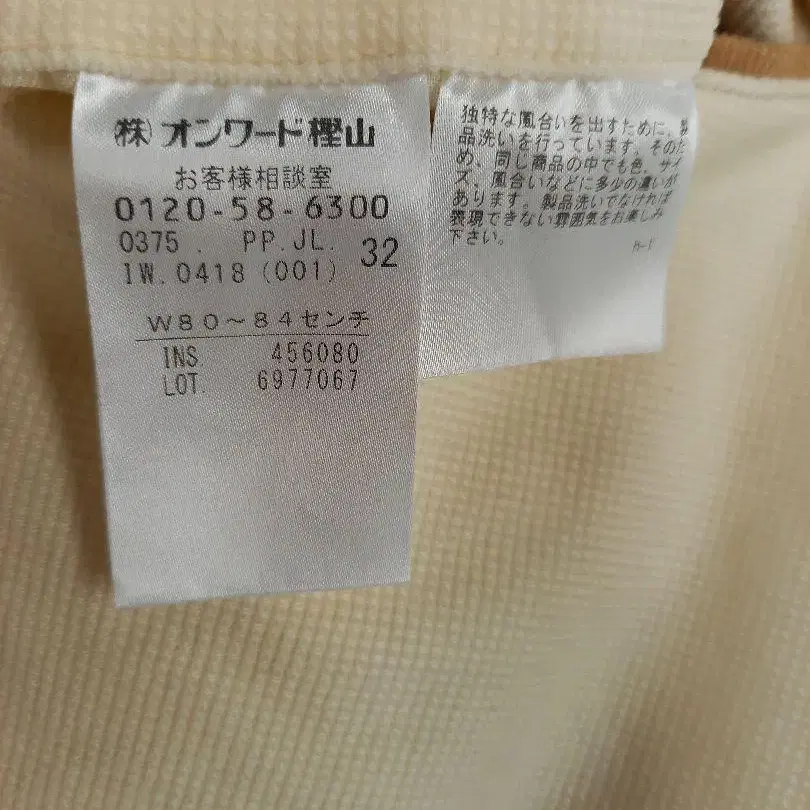 ㈱オンワード樫山
お客様相談室
0120-58-6300
0375 . PP.JL. 32
IW.0418 (001)
W80～84センチ
INS 456080
LOT. 6977067
独特な風合いを出すために、製
品洗いを行っています。そのた
め、同じ商品の中でも色、サイ
ズ、風合いなどに多少の違いが
あります。製品洗いでなければ
表現できない雰囲気をお楽しみ
下さい。